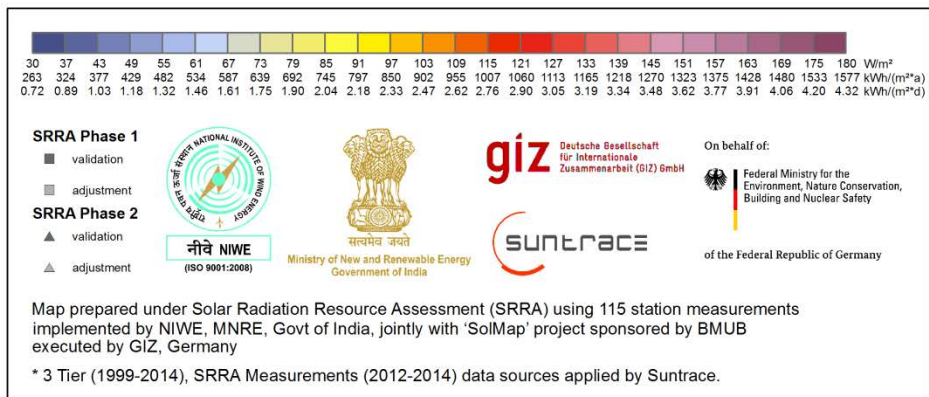 30 37 43 49 55 61 67 73 79 85 91 97 103 109 115 121 127 133 139 145 151 157 163 169 175 180 W/m²
263 324 377 429 482 534 587 639 692 745 797 850 902 955 1007 1060 1113 1165 1218 1270 1323 1375 1428 1480 1533 1577 kWh/(m²*a)
0.72 0.89 1.03 1.18 1.32 1.46 1.61 1.75 1.90 2.04 2.18 2.33 2.47 2.62 2.76 2.90 3.05 3.19 3.34 3.48 3.62 3.77 3.91 4.06 4.20 4.32 kWh/(m²*d)
SRRA Phase 1
validation
adjustment
SRRA Phase 2
validation
adjustment
राष्ट्रीय पवन ऊर्जा संस्थान NATIONAL INSTITUTE OF WIND ENERGY
नीवे NIWE
(ISO 9001:2008)
सत्यमेव जयते
Ministry of New and Renewable Energy
Government of India
giz
Deutsche Gesellschaft
für Internationale
Zusammenarbeit (GIZ) GmbH
suntrace
On behalf of:
Federal Ministry for the
Environment, Nature Conservation,
Building and Nuclear Safety
of the Federal Republic of Germany
Map prepared under Solar Radiation Resource Assessment (SRRA) using 115 station measurements
implemented by NIWE, MNRE, Govt of India, jointly with ‘SolMap’ project sponsored by BMUB
executed by GIZ, Germany
* 3 Tier (1999-2014), SRRA Measurements (2012-2014) data sources applied by Suntrace.